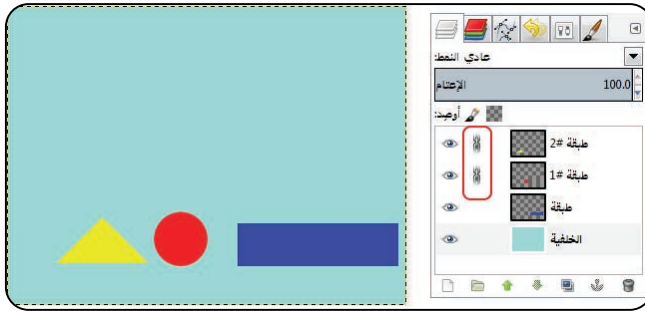 عادي النمط:
الإعتام 100.0
أوصد:
طبقة #2
طبقة #1
طبقة
الخلفية